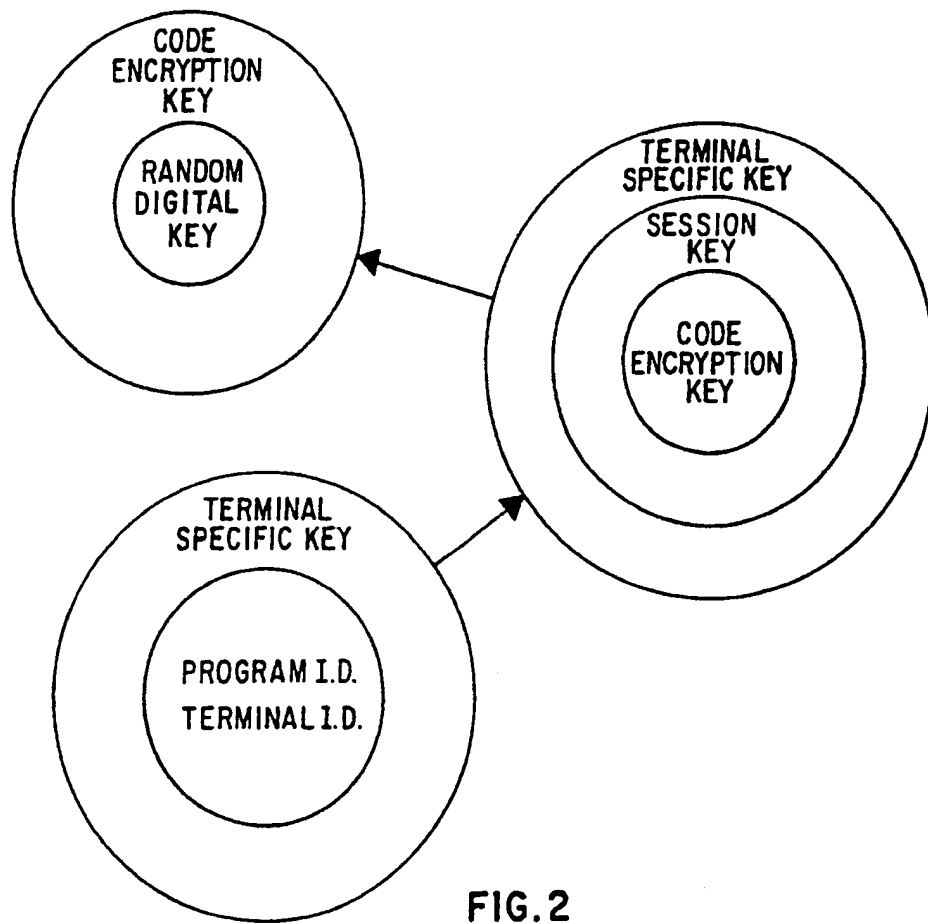 CODE
ENCRYPTION
KEY
RANDOM
DIGITAL
KEY
TERMINAL
SPECIFIC KEY
SESSION
KEY
CODE
ENCRYPTION
KEY
TERMINAL
SPECIFIC KEY
PROGRAM I.D.
TERMINAL I.D.
FIG.2